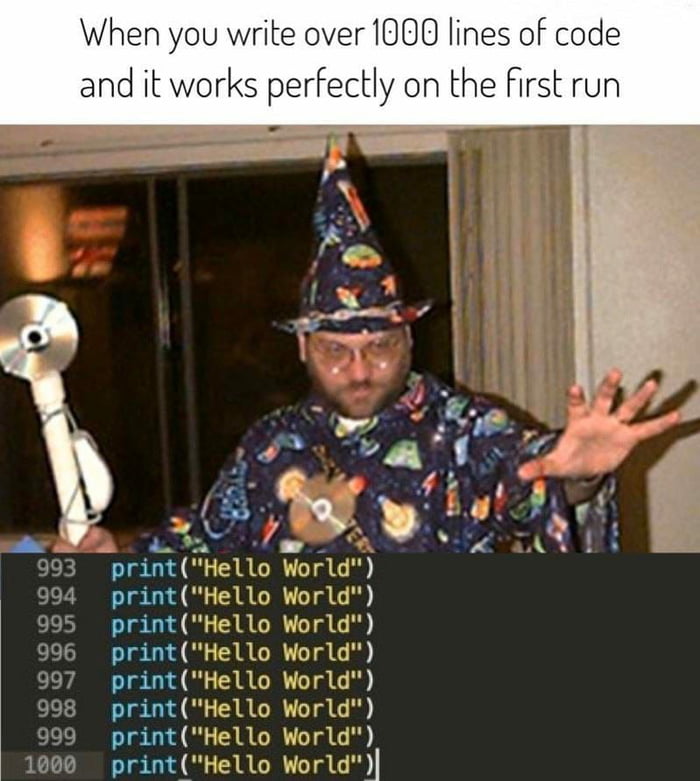 When you write over 1000 lines of code
and it works perfectly on the first run
993 print("Hello World")
994 print("Hello World")
995 print("Hello World")
996 print("Hello World")
997 print("Hello World")
998 print("Hello World")
999 print("Hello World")
1000 print("Hello World")